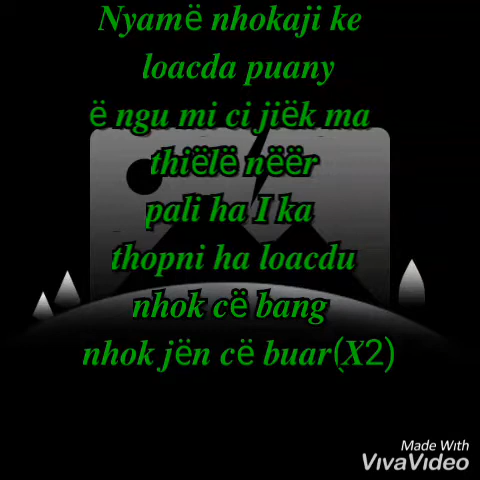 Nyamë nhokaji ke
loacda puany
ë ngu mi ci jiëk ma
thiëlë nëër
pali ha I ka
thopni ha loacdu
nhok cë bang
nhok jën cë buar(X2)
Made With
VivaVideo